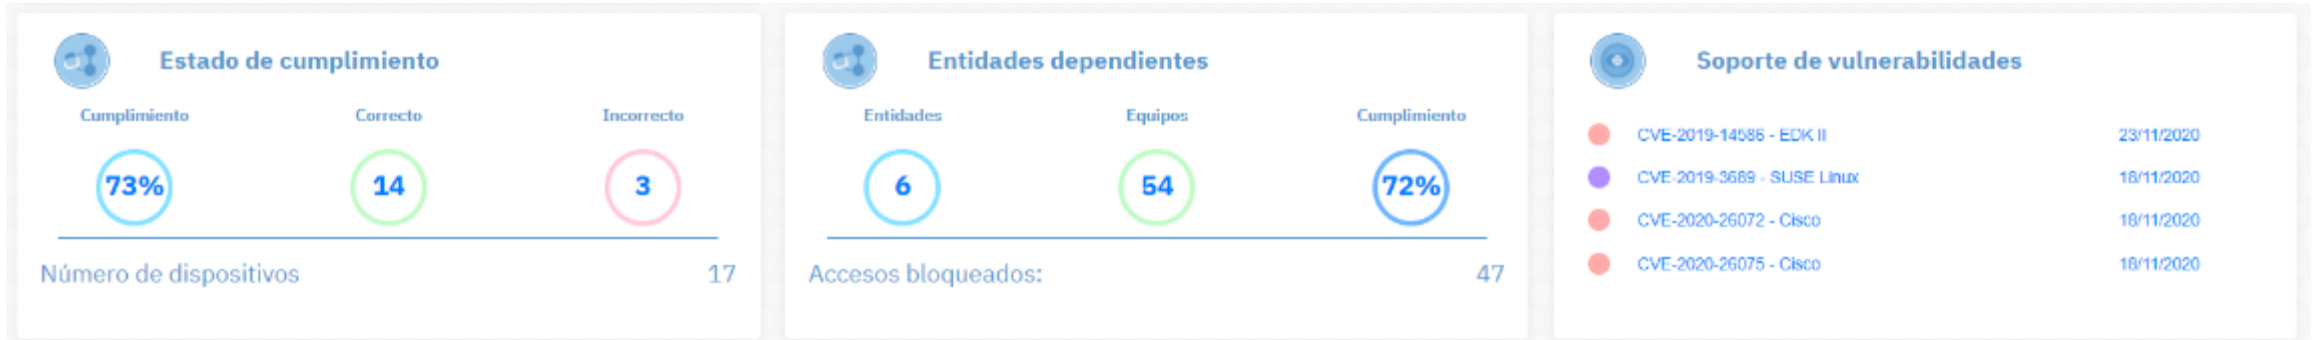 Estado de cumplimiento
Cumplimiento Correcto Incorrecto
73% 14 3
Número de dispositivos 17
Entidades dependientes
Entidades Equipos Cumplimiento
6 54 72%
Accesos bloqueados: 47
Soporte de vulnerabilidades
CVE-2019-14586 - EDK II 23/11/2020
CVE-2019-3689 - SUSE Linux 18/11/2020
CVE-2020-26072 - Cisco 18/11/2020
CVE-2020-26075 - Cisco 18/11/2020